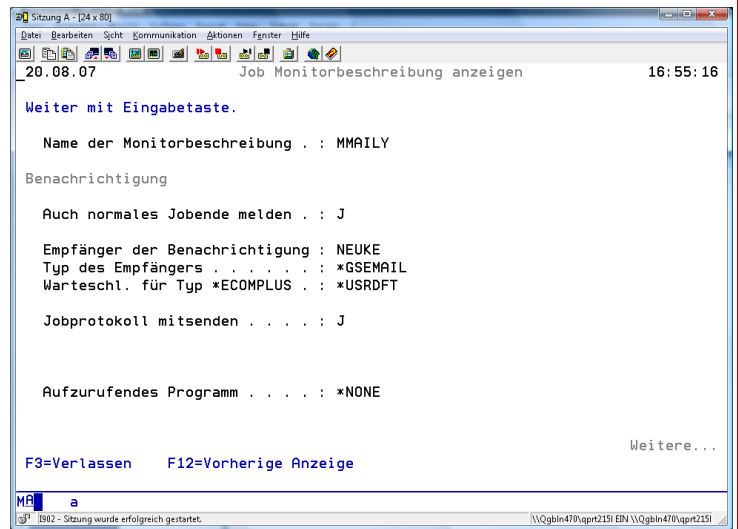 Sitzung A - [24 x 80]
Datei Bearbeiten Sicht Kommunikation Aktionen Fenster Hilfe
20.08.07 Job Monitorbeschreibung anzeigen 16:55:16
Weiter mit Eingabetaste.
Name der Monitorbeschreibung . : MMAILY
Benachrichtigung
Auch normales Jobende melden . : J
Empfänger der Benachrichtigung : NEUKE
Typ des Empfängers . . . . . . : *GSEMAIL
Warteschl. für Typ *ECOMPLUS . : *USRDFT
Jobprotokoll mitsenden . . . . : J
Aufzurufendes Programm . . . . : *NONE
Weitere...
F3=Verlassen F12=Vorherige Anzeige
MA a
I902 - Sitzung wurde erfolgreich gestartet. \\Qgbln470\qprt215l EIN \\Qgbln470\qprt215l